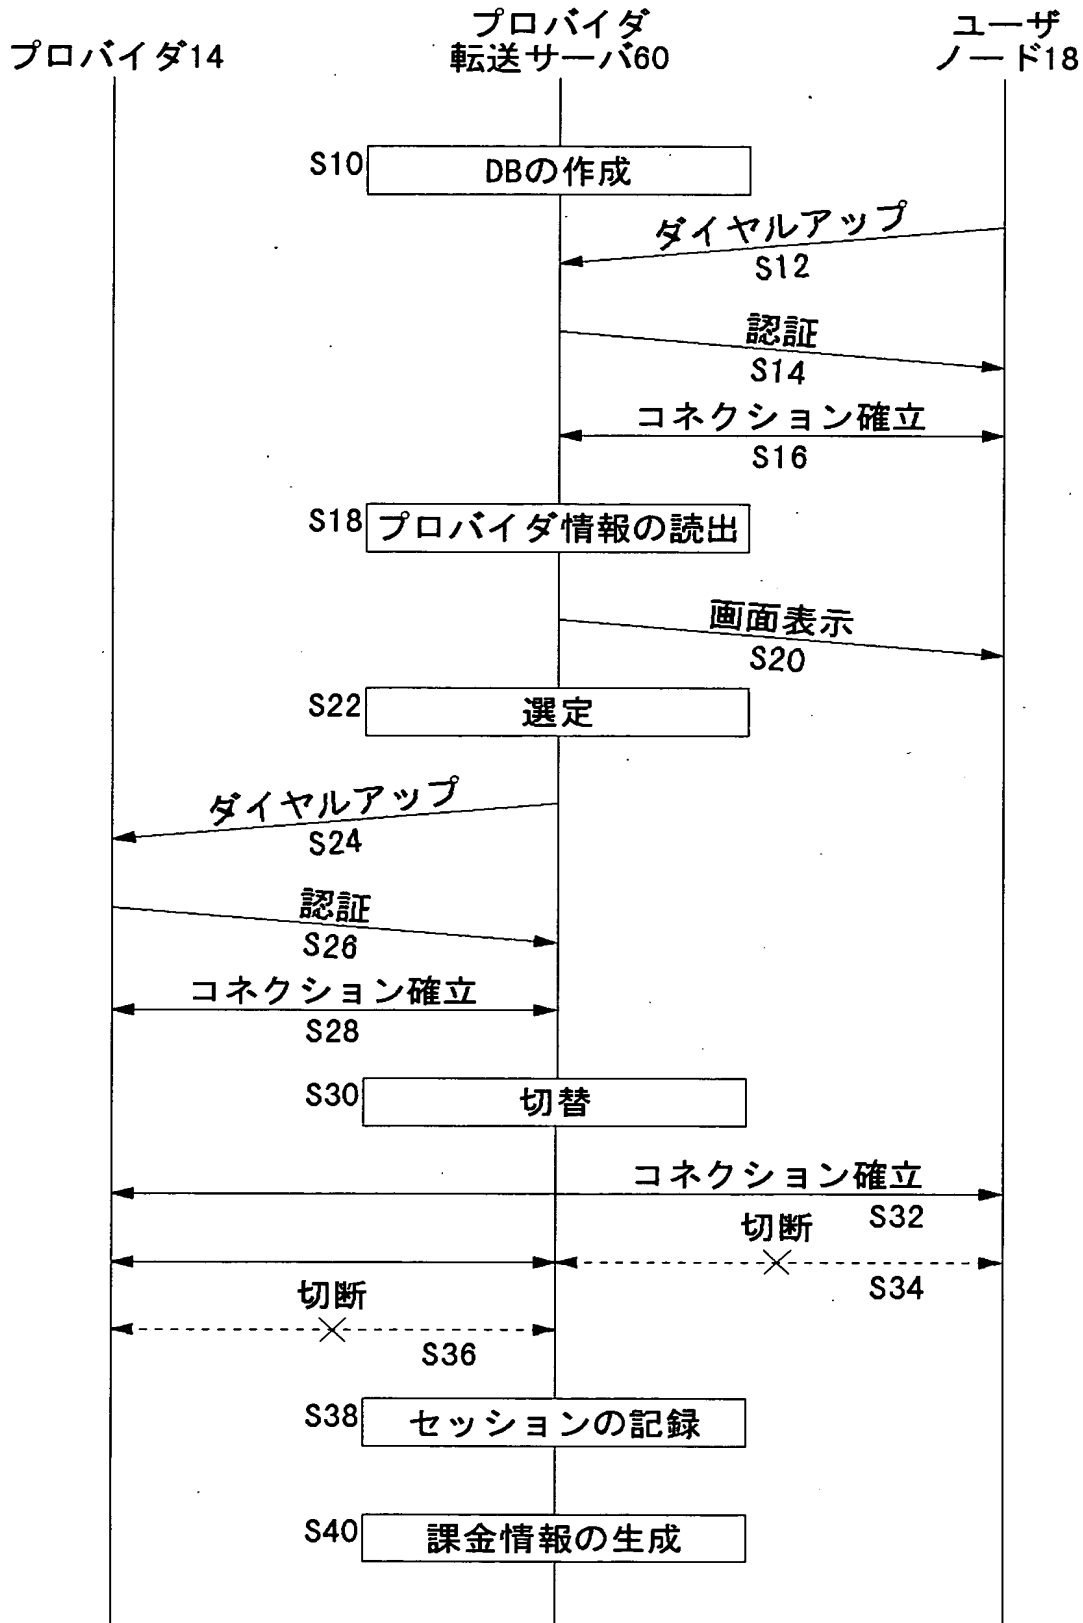 プロバイダ14
プロバイダ
転送サーバ60
ユーザ
ノード18
S10
DBの作成
ダイヤルアップ
S12
認証
S14
コネクション確立
S16
S18
プロバイダ情報の読出
画面表示
S20
S22
選定
ダイヤルアップ
S24
認証
S26
コネクション確立
S28
S30
切替
コネクション確立
S32
切断
S34
切断
S36
S38
セッションの記録
S40
課金情報の生成